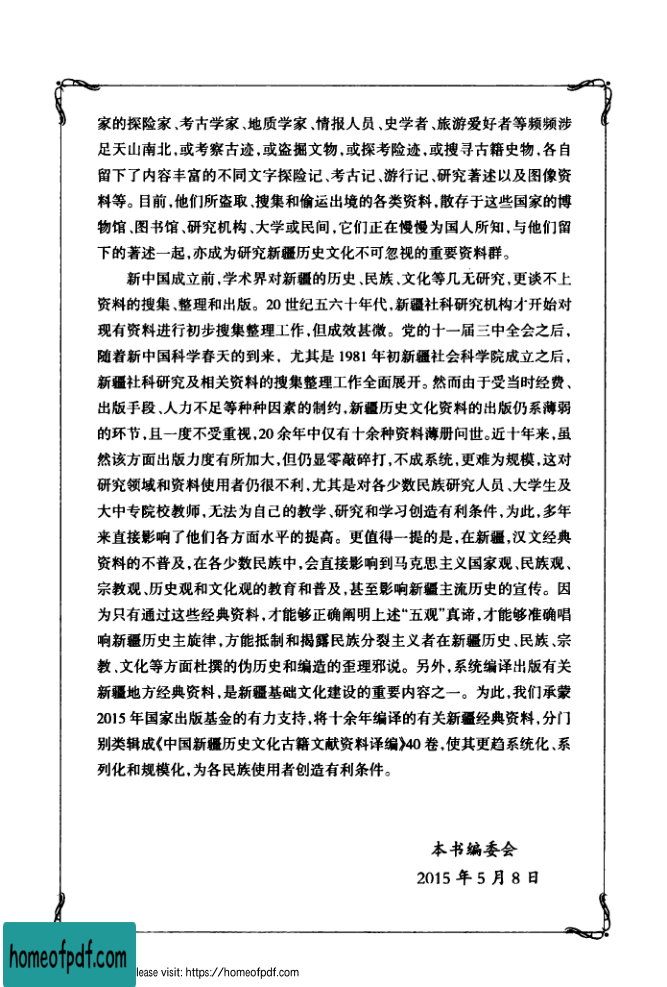 家的探险家、考古学家、地质学家、情报人员、史学者、旅游爱好者等频频涉
足天山南北,或考察古迹,或盗掘文物,或探考险迹,或搜寻古籍史物,各自
留下了内容丰富的不同文字探险记、考古记、游行记、研究著述以及图像资
料等。目前,他们所盗取、搜集和偷运出境的各类资料,散存于这些国家的博
物馆、图书馆、研究机构、大学或民间,它们正在慢慢为国人所知,与他们留
下的著述一起,亦成为研究新疆历史文化不可忽视的重要资料群。
新中国成立前,学术界对新疆的历史、民族、文化等几无研究,更谈不上
资料的搜集、整理和出版。20世纪五六十年代,新疆社科研究机构才开始对
现有资料进行初步搜集整理工作,但成效甚微。党的十一届三中全会之后,
随着新中国科学春天的到来，尤其是1981年初新疆社会科学院成立之后,
新疆社科研究及相关资料的搜集整理工作全面展开。然而由于受当时经费、
出版手段、人力不足等种种因素的制约,新疆历史文化资料的出版仍系薄弱
的环节,且一度不受重视,20余年中仅有十余种资料薄册问世。近十年来,虽
然该方面出版力度有所加大,但仍显零敲碎打,不成系统,更难为规模,这对
研究领域和资料使用者仍很不利,尤其是对各少数民族研究人员、大学生及
大中专院校教师,无法为自己的教学、研究和学习创造有利条件,为此,多年
来直接影响了他们各方面水平的提高。更值得一提的是,在新疆,汉文经典
资料的不普及,在各少数民族中,会直接影响到马克思主义国家观、民族观、
宗教观、历史观和文化观的教育和普及,甚至影响新疆主流历史的宣传。因
为只有通过这些经典资料,才能够正确阐明上述“五观”真谛,才能够准确唱
响新疆历史主旋律,方能抵制和揭露民族分裂主义者在新疆历史、民族、宗
教、文化等方面杜撰的伪历史和编造的歪理邪说。另外,系统编译出版有关
新疆地方经典资料,是新疆基础文化建设的重要内容之一。为此,我们承蒙
2015年国家出版基金的有力支持,将十余年编译的有关新疆经典资料,分门
别类辑成《中国新疆历史文化古籍文献资料译编》40卷,使其更趋系统化、系
列化和规模化,为各民族使用者创造有利条件。
本书编委会
2015年5月8日
homeofpdf.com
lease visit: https://homeofpdf.com